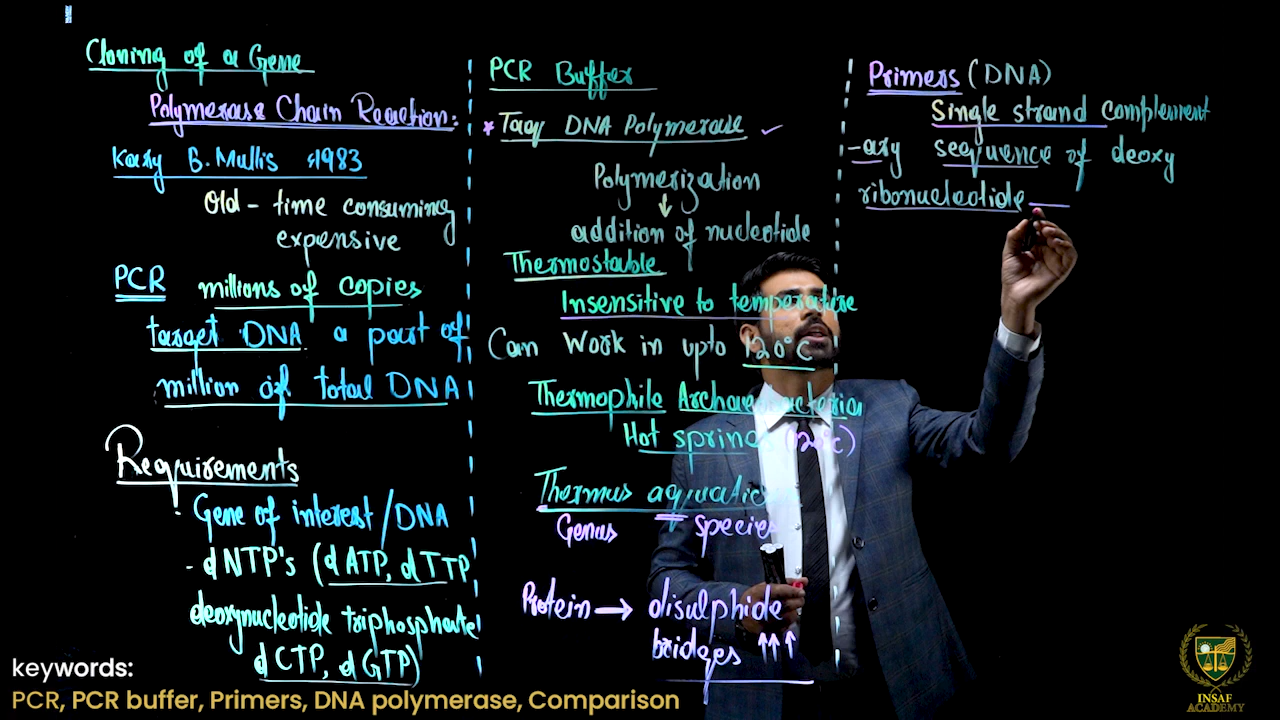 Cloning of a Gene
Polymerase Chain Reaction:
Kary B. Mullis 1983
Old - time consuming
expensive
PCR millions of copies
target DNA a part of
million of total DNA
Requirements
· Gene of interest/DNA
- dNTP's (dATP, dTTP
deoxynucleotide triphosphate
dCTP, dGTP)
PCR Buffer
* Taq DNA Polymerase ✓
Polymerization
↓
addition of nucleotide
Thermostable
Insensitive to temperature
Can Work in upto 120°C
Thermophile Archaeobacteria
Hot springs (120°C)
Thermus aquaticus
Genus species
Protein → disulphide
bridges ↑↑↑
Primers (DNA)
Single strand complement
-ary sequence of deoxy
ribonucleotide
keywords:
PCR, PCR buffer, Primers, DNA polymerase, Comparison
INSAF
ACADEMY